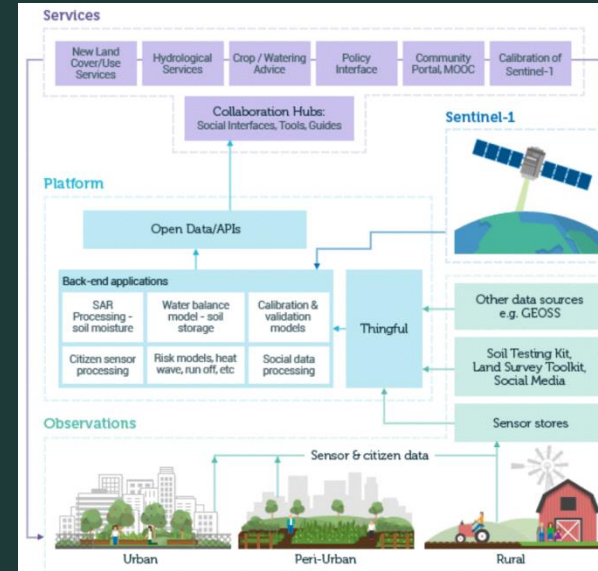 Services
New Land
Cover/Use
Services
Hydrological
Services
Crop / Watering
Advice
Policy
Interface
Community
Portal, MOOC
Calibration of
Sentinel-1
Collaboration Hubs:
Social Interfaces, Tools, Guides
Sentinel-1
Platform
Open Data/APIs
Back-end applications
SAR
Processing -
soil moisture
Water balance
model - soil
storage
Calibration &
validation
models
Citizen sensor
processing
Risk models, heat
wave, run off, etc
Social data
processing
Thingful
Other data sources
e.g. GEOSS
Soil Testing Kit,
Land Survey Toolkit,
Social Media
Sensor stores
Observations
Sensor & citizen data
Urban
Peri-Urban
Rural